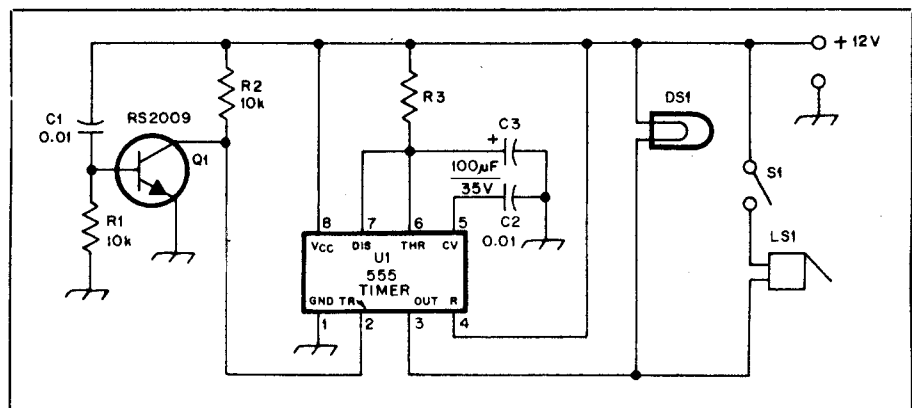 +12V
C1
0.01
RS2009
Q1
R1
10k
R2
10k
R3
+
C3
100µF
35V
C2
0.01
DS1
S1
LS1
8 7 6 5
VCC DIS THR CV
U1
555
TIMER
GND TR OUT R
1 2 3 4